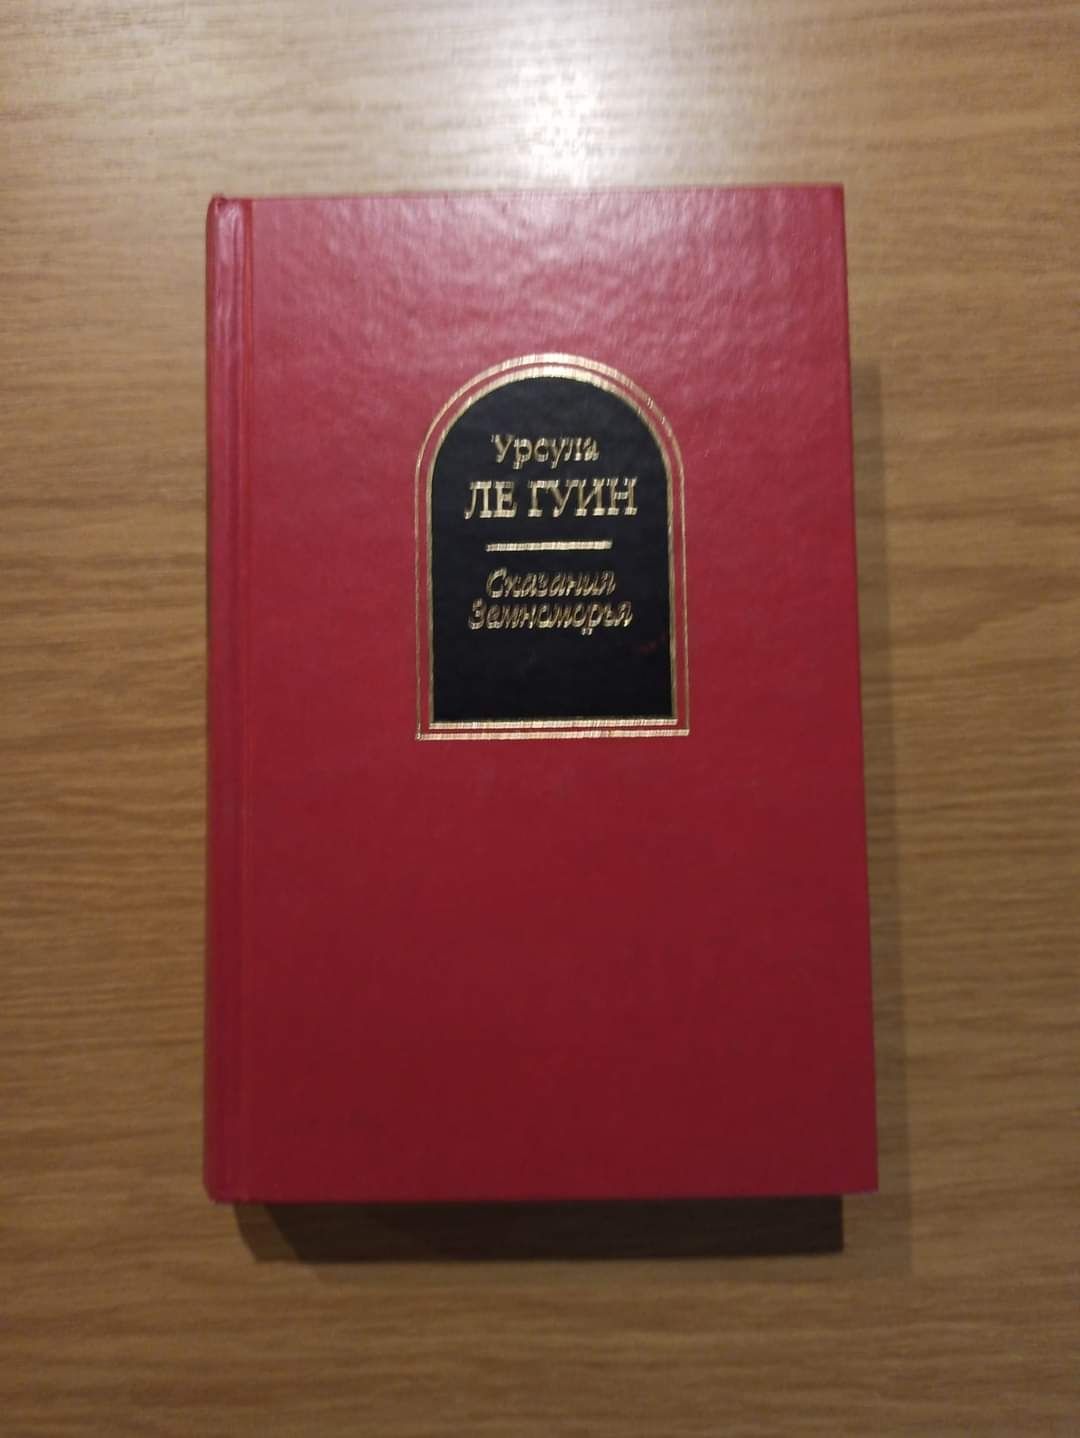 Урсула
ЛЕ ГУИН
Сказания
Земноморья